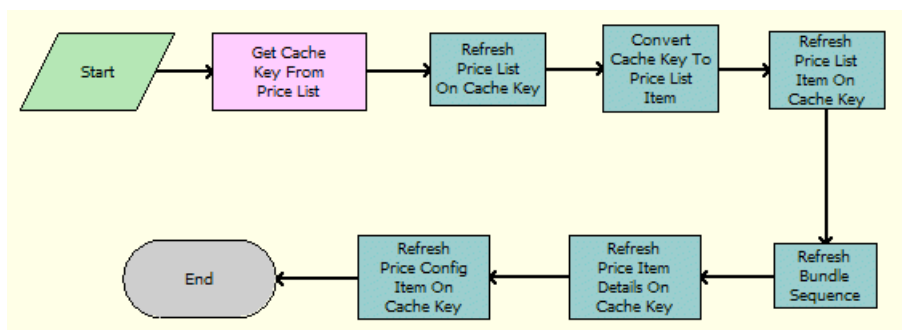 Start
Get Cache
Key From
Price List
Refresh
Price List
On Cache Key
Convert
Cache Key To
Price List
Item
Refresh
Price List
Item On
Cache Key
Refresh
Bundle
Sequence
Refresh
Price Item
Details On
Cache Key
Refresh
Price Config
Item On
Cache Key
End